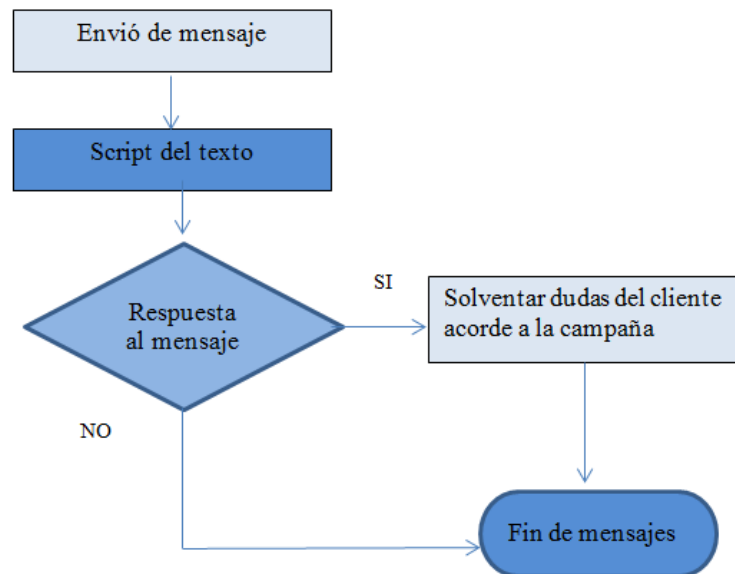 Envió de mensaje
Script del texto
Respuesta
al mensaje
SI
Solventar dudas del cliente
acorde a la campaña
NO
Fin de mensajes